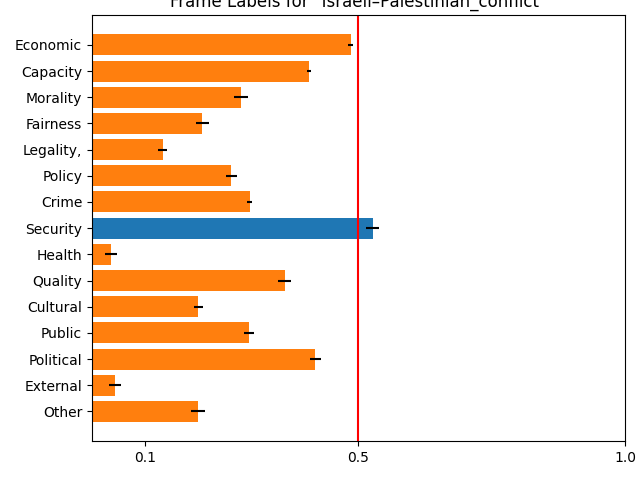 Frame Labels for "Israeli–Palestinian_conflict"
Economic
Capacity
Morality
Fairness
Legality,
Policy
Crime
Security
Health
Quality
Cultural
Public
Political
External
Other
0.1 0.5 1.0